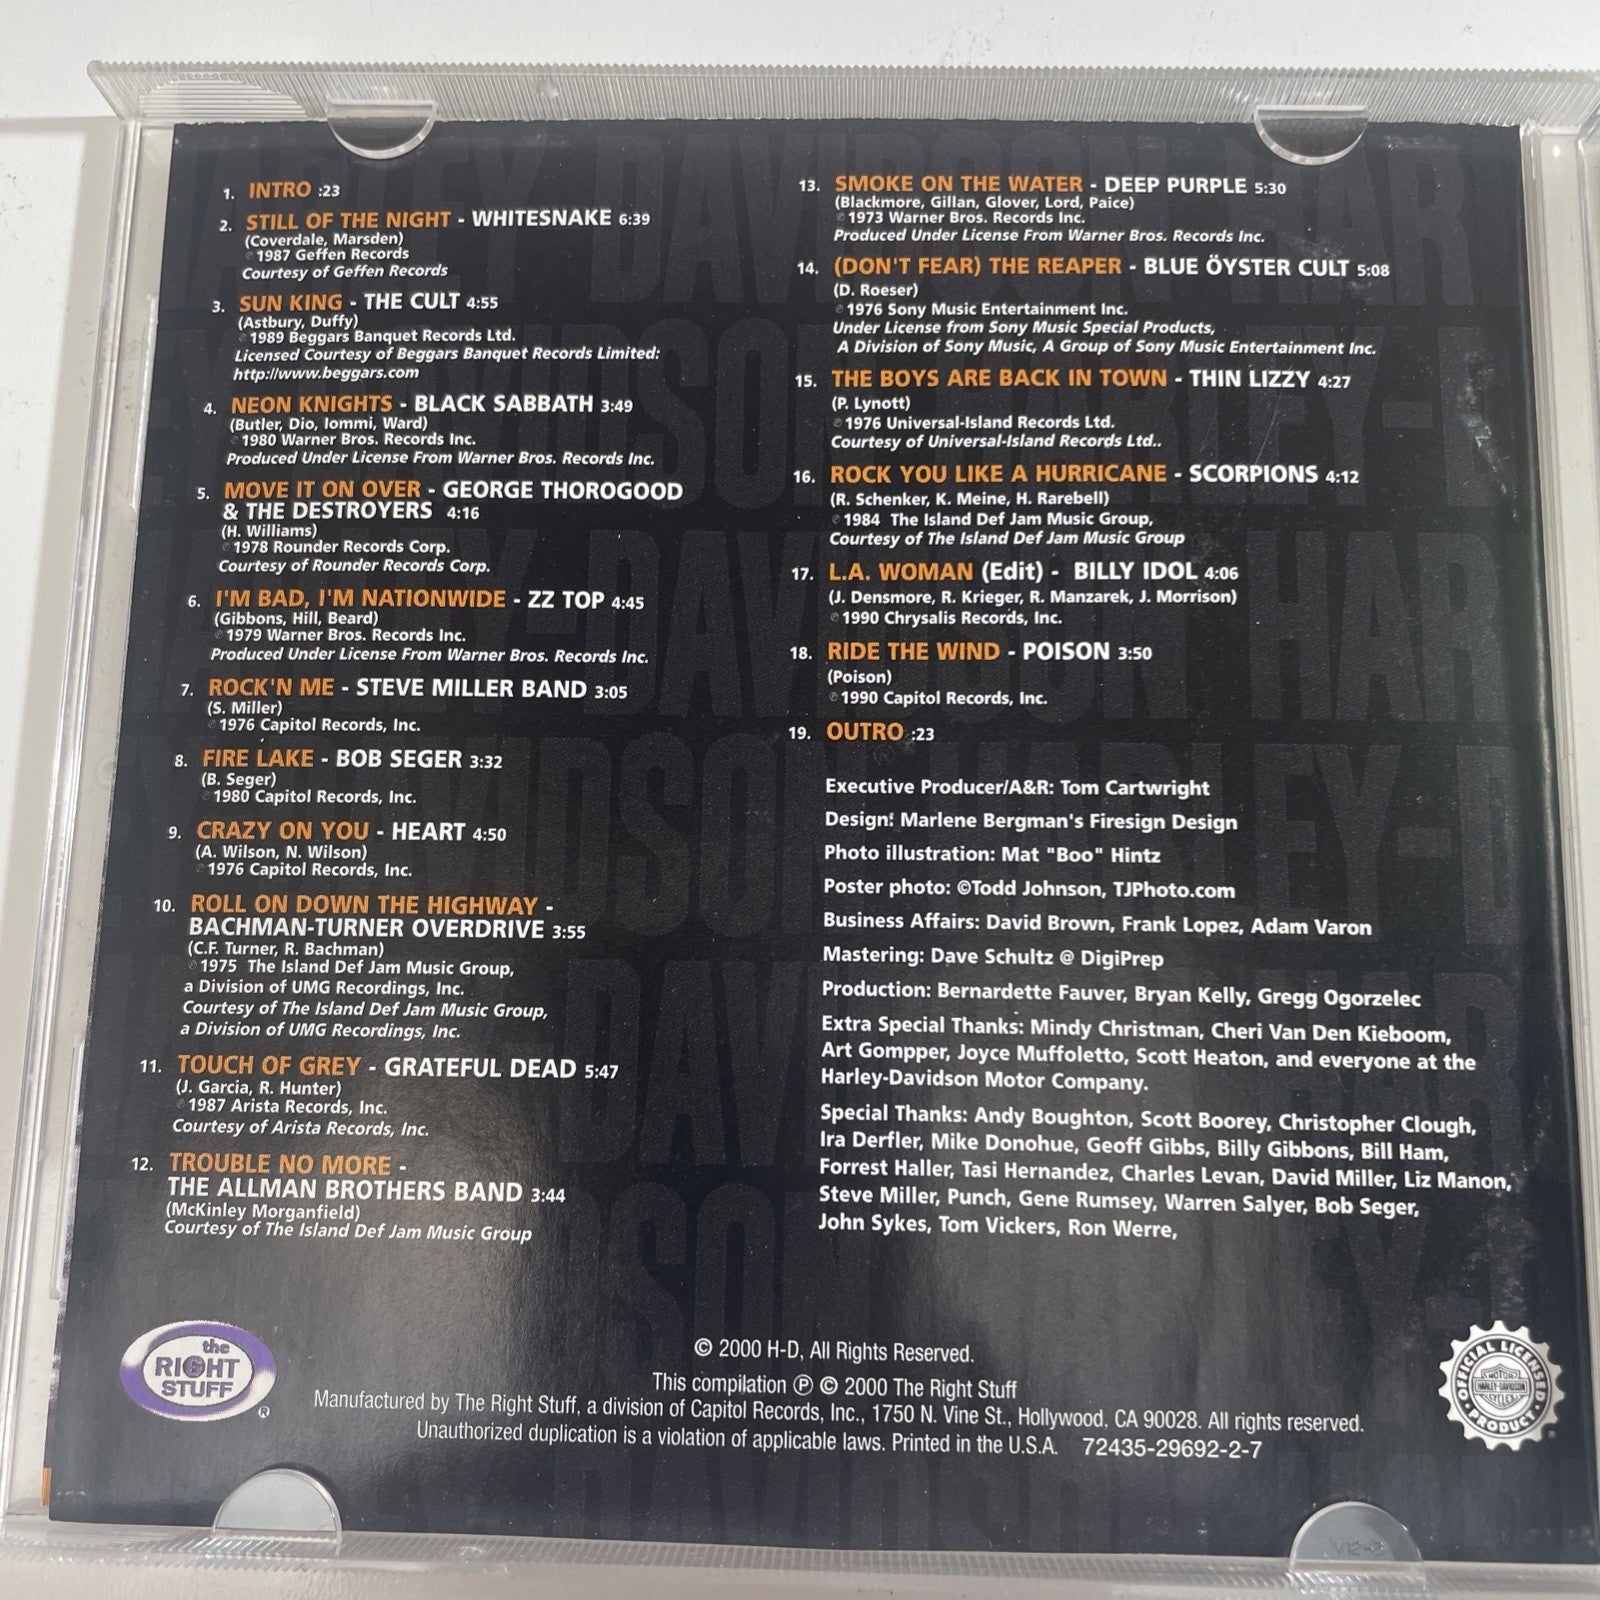 1. INTRO :23
2. STILL OF THE NIGHT - WHITESNAKE 6:39
(Coverdale, Marsden)
℗1987 Geffen Records
Courtesy of Geffen Records
3. SUN KING - THE CULT 4:55
(Astbury, Duffy)
℗1989 Beggars Banquet Records Ltd.
Licensed Courtesy of Beggars Banquet Records Limited:
http://www.beggars.com
4. NEON KNIGHTS - BLACK SABBATH 3:49
(Butler, Dio, Iommi, Ward)
℗1980 Warner Bros. Records Inc.
Produced Under License From Warner Bros. Records Inc.
5. MOVE IT ON OVER - GEORGE THOROGOOD
& THE DESTROYERS 4:16
(H. Williams)
℗1978 Rounder Records Corp.
Courtesy of Rounder Records Corp.
6. I'M BAD, I'M NATIONWIDE - ZZ TOP 4:45
(Gibbons, Hill, Beard)
℗1979 Warner Bros. Records Inc.
Produced Under License From Warner Bros. Records Inc.
7. ROCK'N ME - STEVE MILLER BAND 3:05
(S. Miller)
℗1976 Capitol Records, Inc.
8. FIRE LAKE - BOB SEGER 3:32
(B. Seger)
℗1980 Capitol Records, Inc.
9. CRAZY ON YOU - HEART 4:50
(A. Wilson, N. Wilson)
℗1976 Capitol Records, Inc.
10. ROLL ON DOWN THE HIGHWAY -
BACHMAN-TURNER OVERDRIVE 3:55
(C.F. Turner, R. Bachman)
℗1975 The Island Def Jam Music Group,
a Division of UMG Recordings, Inc.
Courtesy of The Island Def Jam Music Group,
a Division of UMG Recordings, Inc.
11. TOUCH OF GREY - GRATEFUL DEAD 5:47
(J. Garcia, R. Hunter)
℗1987 Arista Records, Inc.
Courtesy of Arista Records, Inc.
12. TROUBLE NO MORE -
THE ALLMAN BROTHERS BAND 3:44
(McKinley Morganfield)
Courtesy of The Island Def Jam Music Group
13. SMOKE ON THE WATER - DEEP PURPLE 5:30
(Blackmore, Gillan, Glover, Lord, Paice)
℗1973 Warner Bros. Records Inc.
Produced Under License From Warner Bros. Records Inc.
14. (DON'T FEAR) THE REAPER - BLUE ÖYSTER CULT 5:08
(D. Roeser)
℗1976 Sony Music Entertainment Inc.
Under License from Sony Music Special Products,
A Division of Sony Music, A Group of Sony Music Entertainment Inc.
15. THE BOYS ARE BACK IN TOWN - THIN LIZZY 4:27
(P. Lynott)
℗1976 Universal-Island Records Ltd.
Courtesy of Universal-Island Records Ltd..
16. ROCK YOU LIKE A HURRICANE - SCORPIONS 4:12
(R. Schenker, K. Meine, H. Rarebell)
℗1984 The Island Def Jam Music Group,
Courtesy of The Island Def Jam Music Group
17. L.A. WOMAN (Edit) - BILLY IDOL 4:06
(J. Densmore, R. Krieger, R. Manzarek, J. Morrison)
℗1990 Chrysalis Records, Inc.
18. RIDE THE WIND - POISON 3:50
(Poison)
℗1990 Capitol Records, Inc.
19. OUTRO :23
Executive Producer/A&R: Tom Cartwright
Design: Marlene Bergman's Firesign Design
Photo illustration: Mat "Boo" Hintz
Poster photo: ©Todd Johnson, TJPhoto.com
Business Affairs: David Brown, Frank Lopez, Adam Varon
Mastering: Dave Schultz @ DigiPrep
Production: Bernardette Fauver, Bryan Kelly, Gregg Ogorzelec
Extra Special Thanks: Mindy Christman, Cheri Van Den Kieboom,
Art Gompper, Joyce Muffoletto, Scott Heaton, and everyone at the
Harley-Davidson Motor Company.
Special Thanks: Andy Boughton, Scott Boorey, Christopher Clough,
Ira Derfler, Mike Donohue, Geoff Gibbs, Billy Gibbons, Bill Ham,
Forrest Haller, Tasi Hernandez, Charles Levan, David Miller, Liz Manon,
Steve Miller, Punch, Gene Rumsey, Warren Salyer, Bob Seger,
John Sykes, Tom Vickers, Ron Werre,
the
RIGHT
STUFF
®
© 2000 H-D, All Rights Reserved.
This compilation ℗ © 2000 The Right Stuff
Manufactured by The Right Stuff, a division of Capitol Records, Inc., 1750 N. Vine St., Hollywood, CA 90028. All rights reserved.
Unauthorized duplication is a violation of applicable laws. Printed in the U.S.A. 72435-29692-2-7
OFFICIAL LICENSED
MOTOR
HARLEY-DAVIDSON
CYCLES
PRODUCT